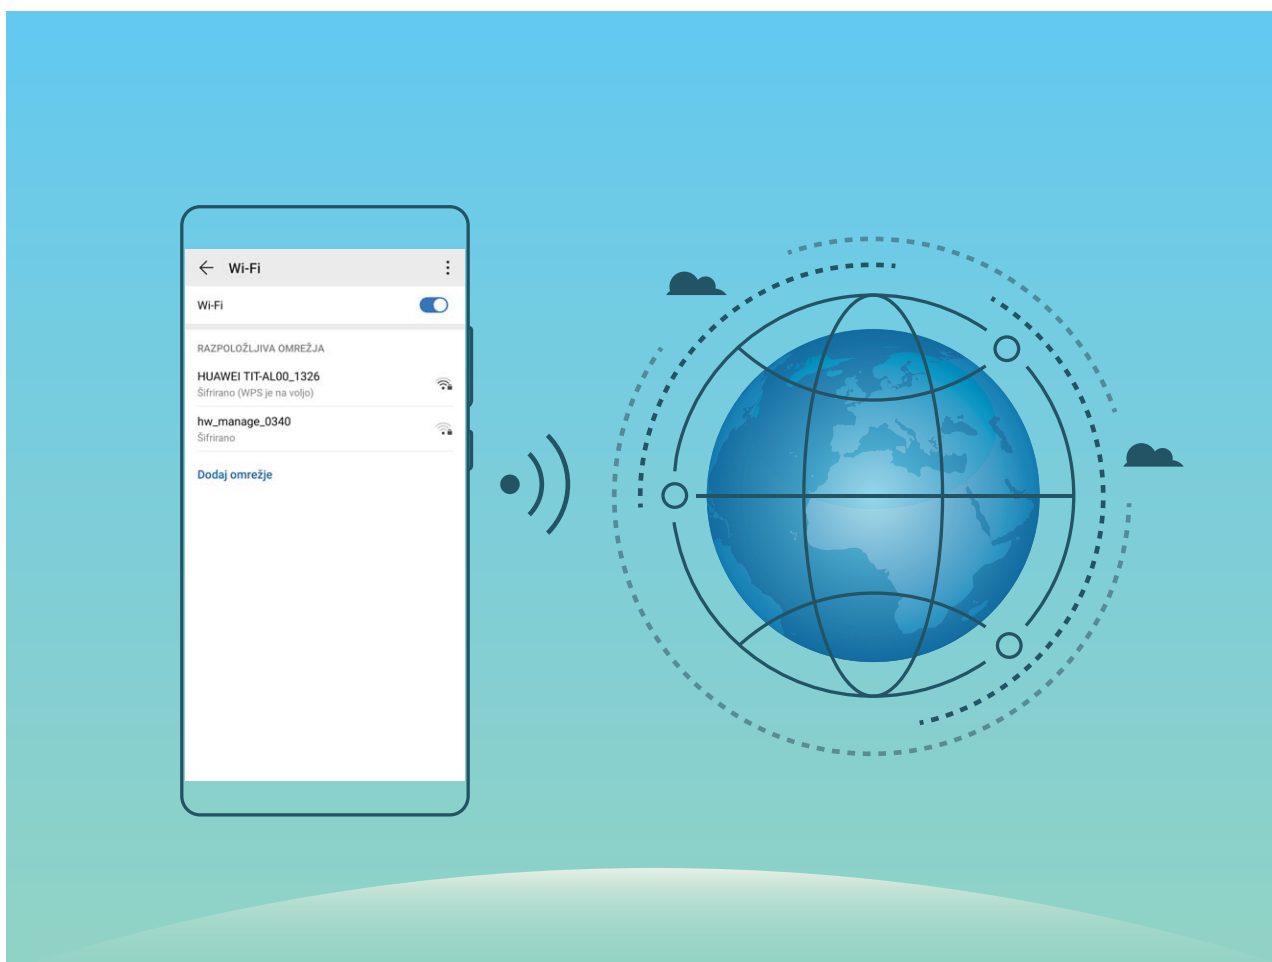 Wi-Fi
Wi-Fi
RAZPOLOŽLJIVA OMREŽJA
HUAWEI TIT-AL00_1326
Šifrirano (WPS je na voljo)
hw_manage_0340
Šifrirano
Dodaj omrežje